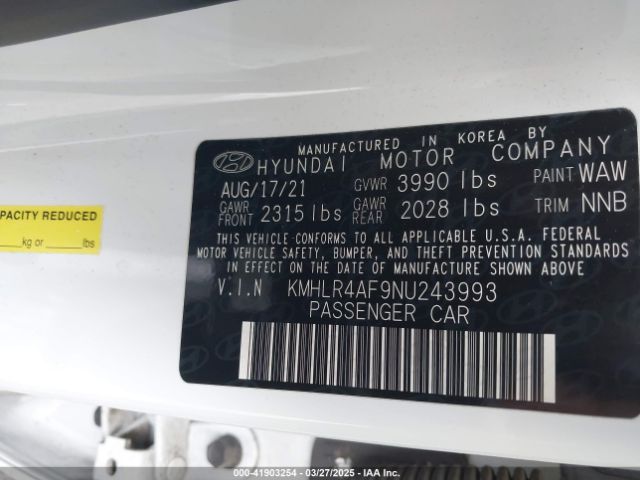 MANUFACTURED IN KOREA BY
HYUNDAI MOTOR COMPANY
AUG/17/21 GVWR 3990 lbs PAINT WAW
GAWR FRONT 2315 lbs GAWR REAR 2028 lbs TRIM NNB
THIS VEHICLE CONFORMS TO ALL APPLICABLE U.S.A. FEDERAL
MOTOR VEHICLE SAFETY, BUMPER, AND THEFT PREVENTION STANDARDS
IN EFFECT ON THE DATE OF MANUFACTURE SHOWN ABOVE
V.I.N KMHLR4AF9NU243993
PASSENGER CAR
CAPACITY REDUCED
kg or lbs
000-41903254 | 03/27/2025 | IAA Inc.